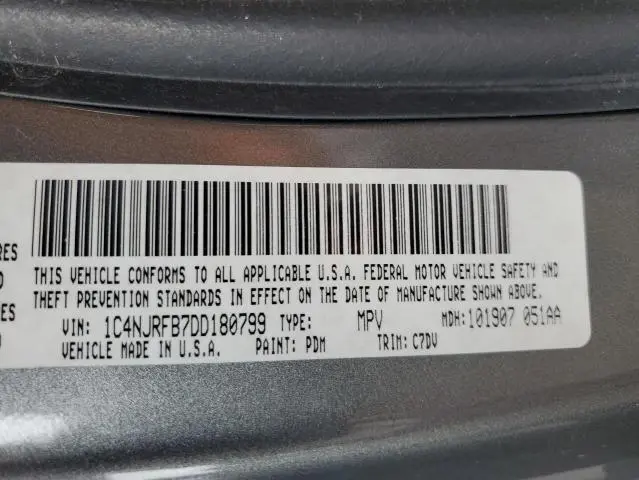 RES
THIS VEHICLE CONFORMS TO ALL APPLICABLE U.S.A. FEDERAL MOTOR VEHICLE SAFETY AND
THEFT PREVENTION STANDARDS IN EFFECT ON THE DATE OF MANUFACTURE SHOWN ABOVE.
VIN: 1C4NJRFB7DD180799 TYPE: MPV MDH:101907 051AA
VEHICLE MADE IN U.S.A. PAINT: PDM TRIM: C7DV